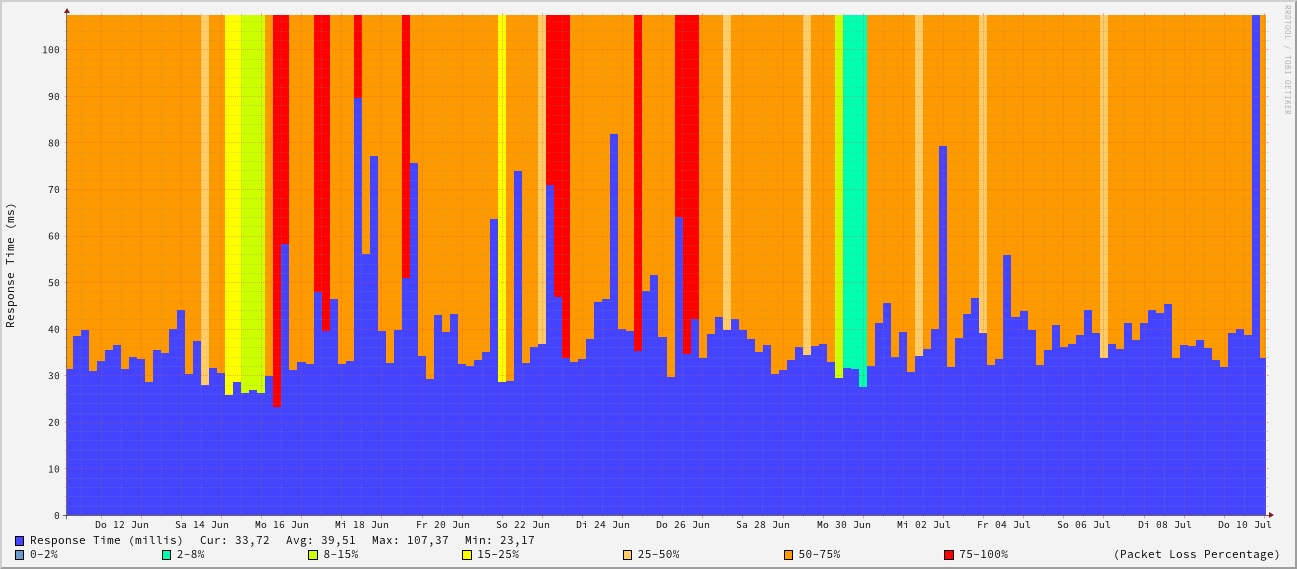 RRDTOOL / TOBI OETIKER
Response Time (ms)
100
90
80
70
60
50
40
30
20
10
0
Do 12 Jun Sa 14 Jun Mo 16 Jun Mi 18 Jun Fr 20 Jun So 22 Jun Di 24 Jun Do 26 Jun Sa 28 Jun Mo 30 Jun Mi 02 Jul Fr 04 Jul So 06 Jul Di 08 Jul Do 10 Jul
Response Time (millis) Cur: 33,72 Avg: 39,51 Max: 107,37 Min: 23,17
0-2% 2-8% 8-15% 15-25% 25-50% 50-75% 75-100% (Packet Loss Percentage)